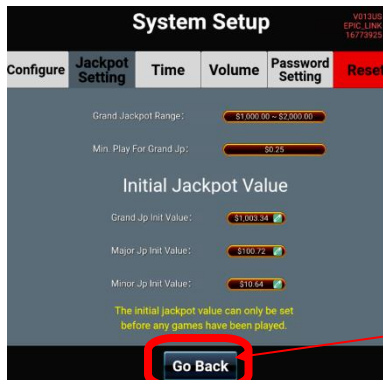 System Setup
V013US
EPIC_LINK
16773925
Configure
Jackpot
Setting
Time
Volume
Password
Setting
Reset
Grand Jackpot Range:
$1,000.00 ~ $2,000.00
Min. Play For Grand Jp:
$0.25
Initial Jackpot Value
Grand Jp Init Value:
$1,003.34
Major Jp Init Value:
$100.72
Minor Jp Init Value:
$10.64
The initial jackpot value can only be set
before any games have been played.
Go Back